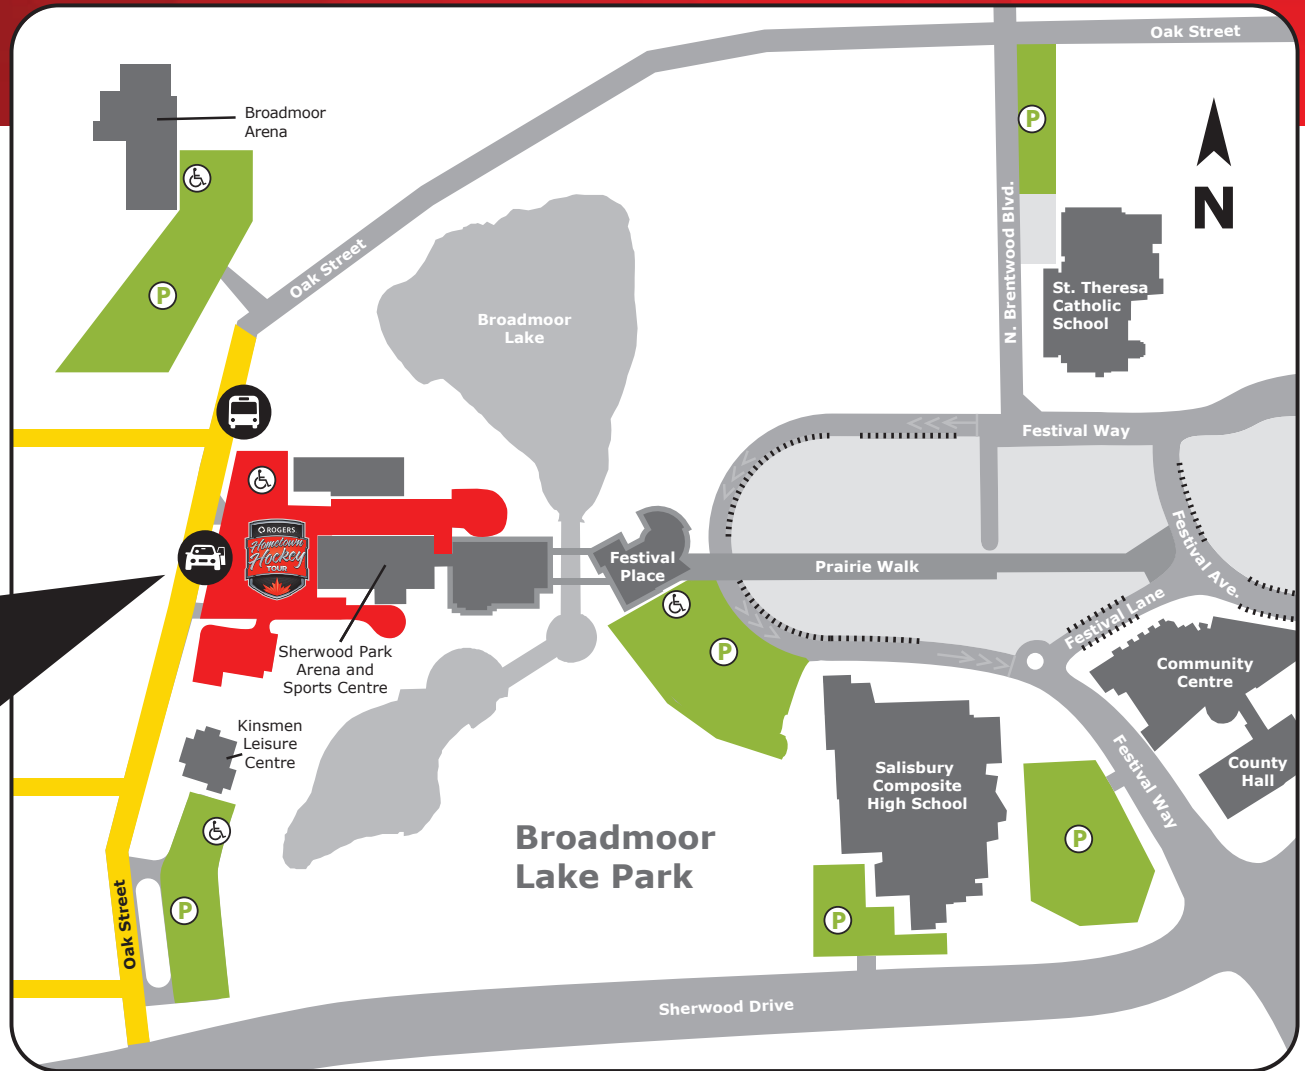 Oak Street
Broadmoor
Arena
P
N
N. Brentwood Blvd.
Oak Street
P
St. Theresa
Catholic
School
Broadmoor
Lake
Festival Way
ROGERS
Hometown
Hockey
TOUR
Festival
Place
Prairie Walk
Festival Ave.
Festival Lane
Sherwood Park
Arena and
Sports Centre
P
Community
Centre
Kinsmen
Leisure
Centre
Festival Way
County
Hall
Salisbury
Composite
High School
Broadmoor
Lake Park
P
Oak Street
P
P
Sherwood Drive